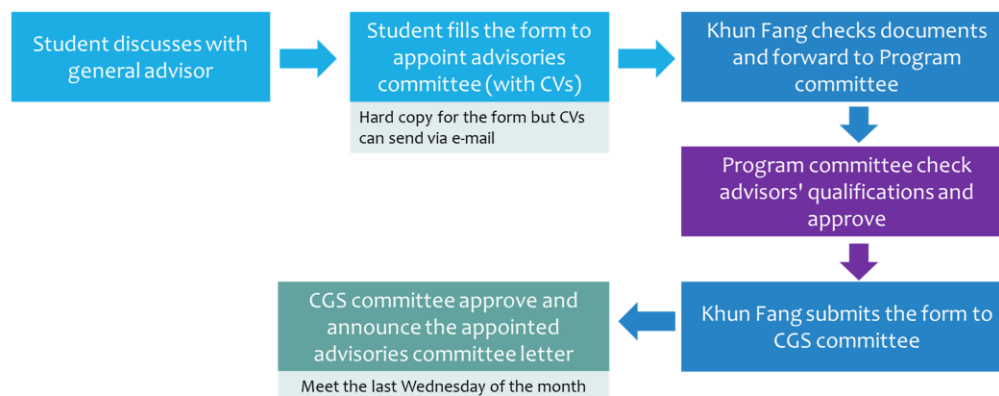 Student discusses with
general advisor
Student fills the form to
appoint advisories
committee (with CVs)
Hard copy for the form but CVs
can send via e-mail
Khun Fang checks documents
and forward to Program
committee
Program committee check
advisors' qualifications and
approve
Khun Fang submits the form to
CGS committee
CGS committee approve and
announce the appointed
advisories committee letter
Meet the last Wednesday of the month